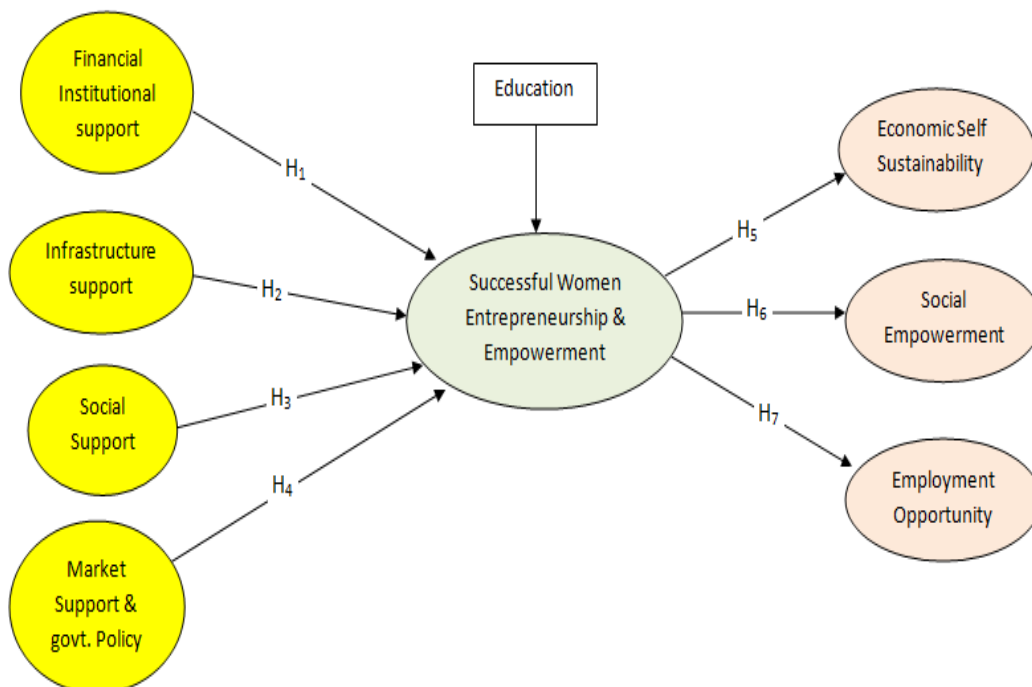 Financial
Institutional
support
Education
Economic Self
Sustainability
H₁
H₅
Infrastructure
support
H₂
Successful Women
Entrepreneurship &
Empowerment
H₆
Social
Empowerment
Social
Support
H₃
H₇
H₄
Employment
Opportunity
Market
Support &
govt. Policy